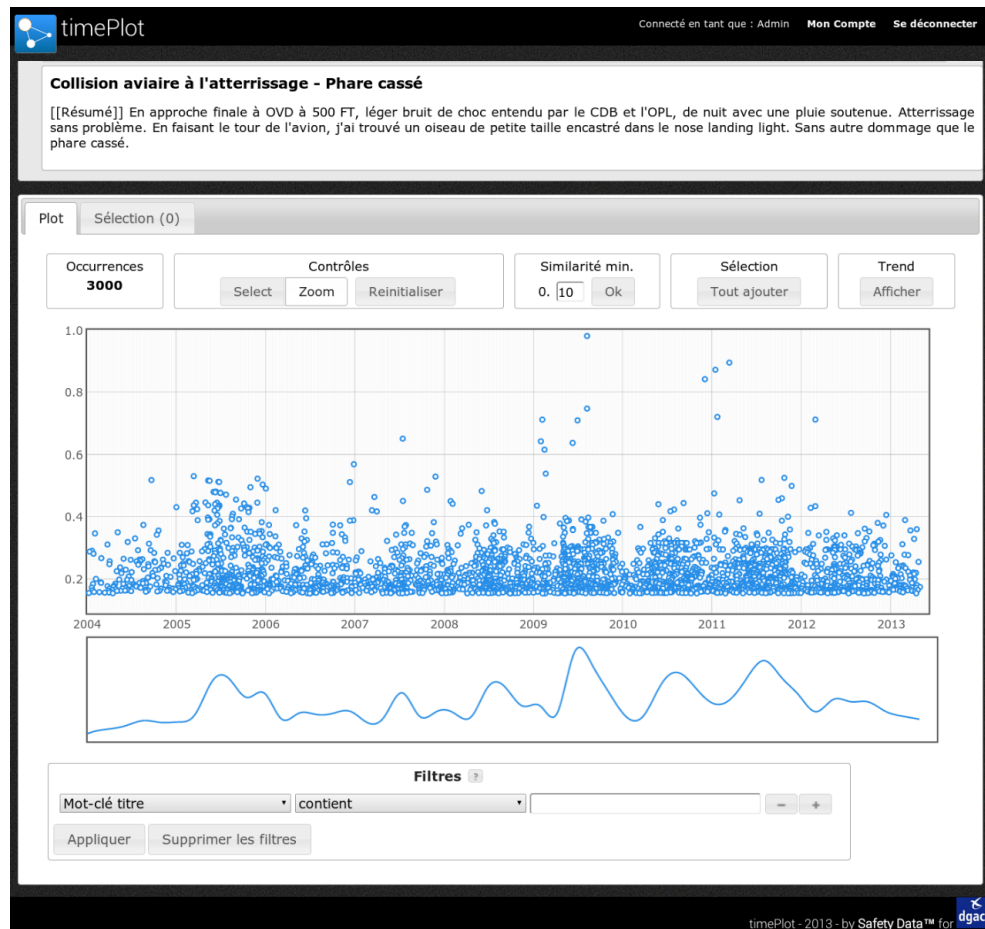 timePlot
Connecté en tant que : Admin Mon Compte Se déconnecter
Collision aviaire à l'atterrissage - Phare cassé
[[Résumé]] En approche finale à OVD à 500 FT, léger bruit de choc entendu par le CDB et l'OPL, de nuit avec une pluie soutenue. Atterrissage
sans problème. En faisant le tour de l'avion, j'ai trouvé un oiseau de petite taille encastré dans le nose landing light. Sans autre dommage que le
phare cassé.
Plot Sélection (0)
Occurrences Contrôles Similarité min. Sélection Trend
3000 Select Zoom Reinitialiser 0. 10 Ok Tout ajouter Afficher
1.0
0.8
0.6
0.4
0.2
2004 2005 2006 2007 2008 2009 2010 2011 2012 2013
Filtres ?
Mot-clé titre contient - +
Appliquer Supprimer les filtres
timePlot - 2013 - by Safety Data™ for dgac